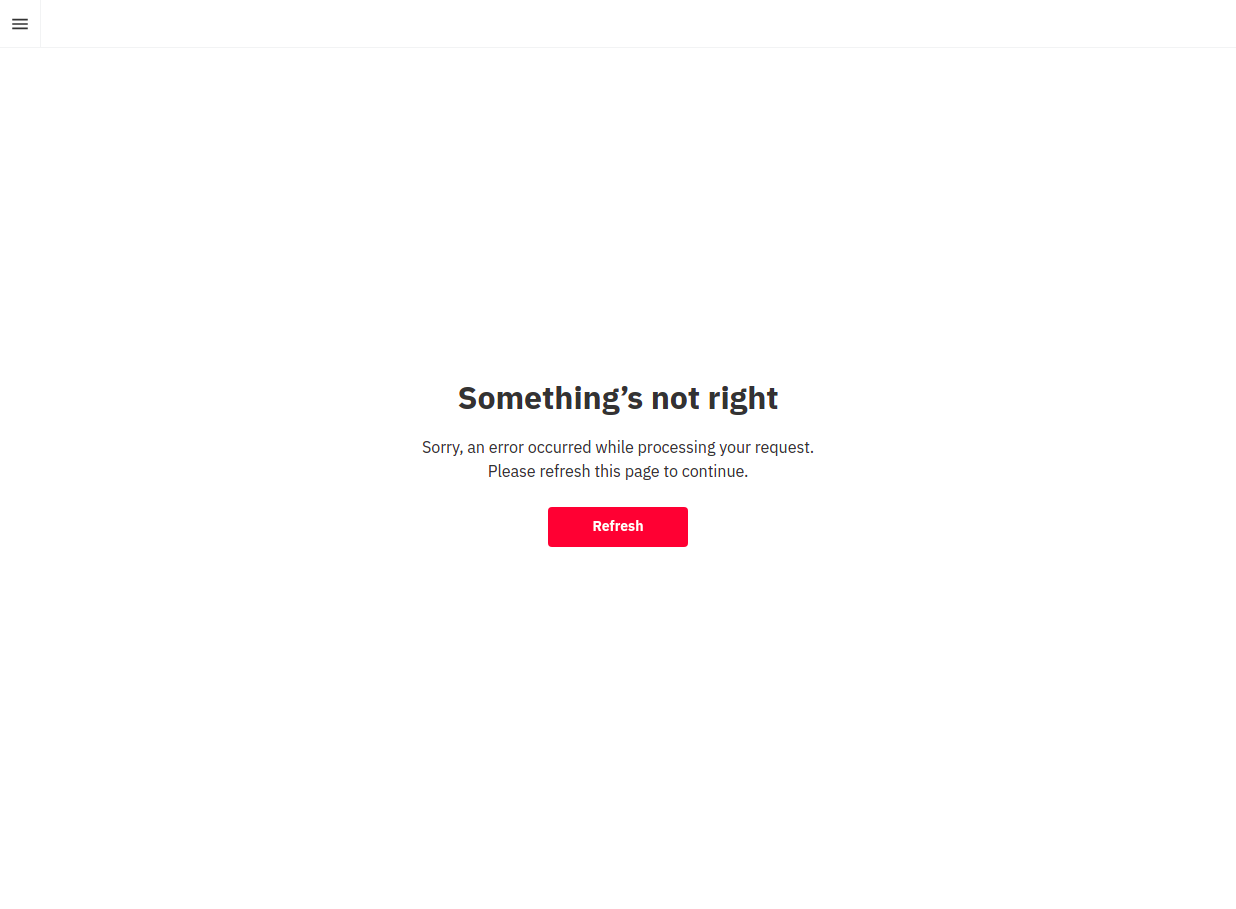 Something’s not right
Sorry, an error occurred while processing your request.
Please refresh this page to continue.
Refresh